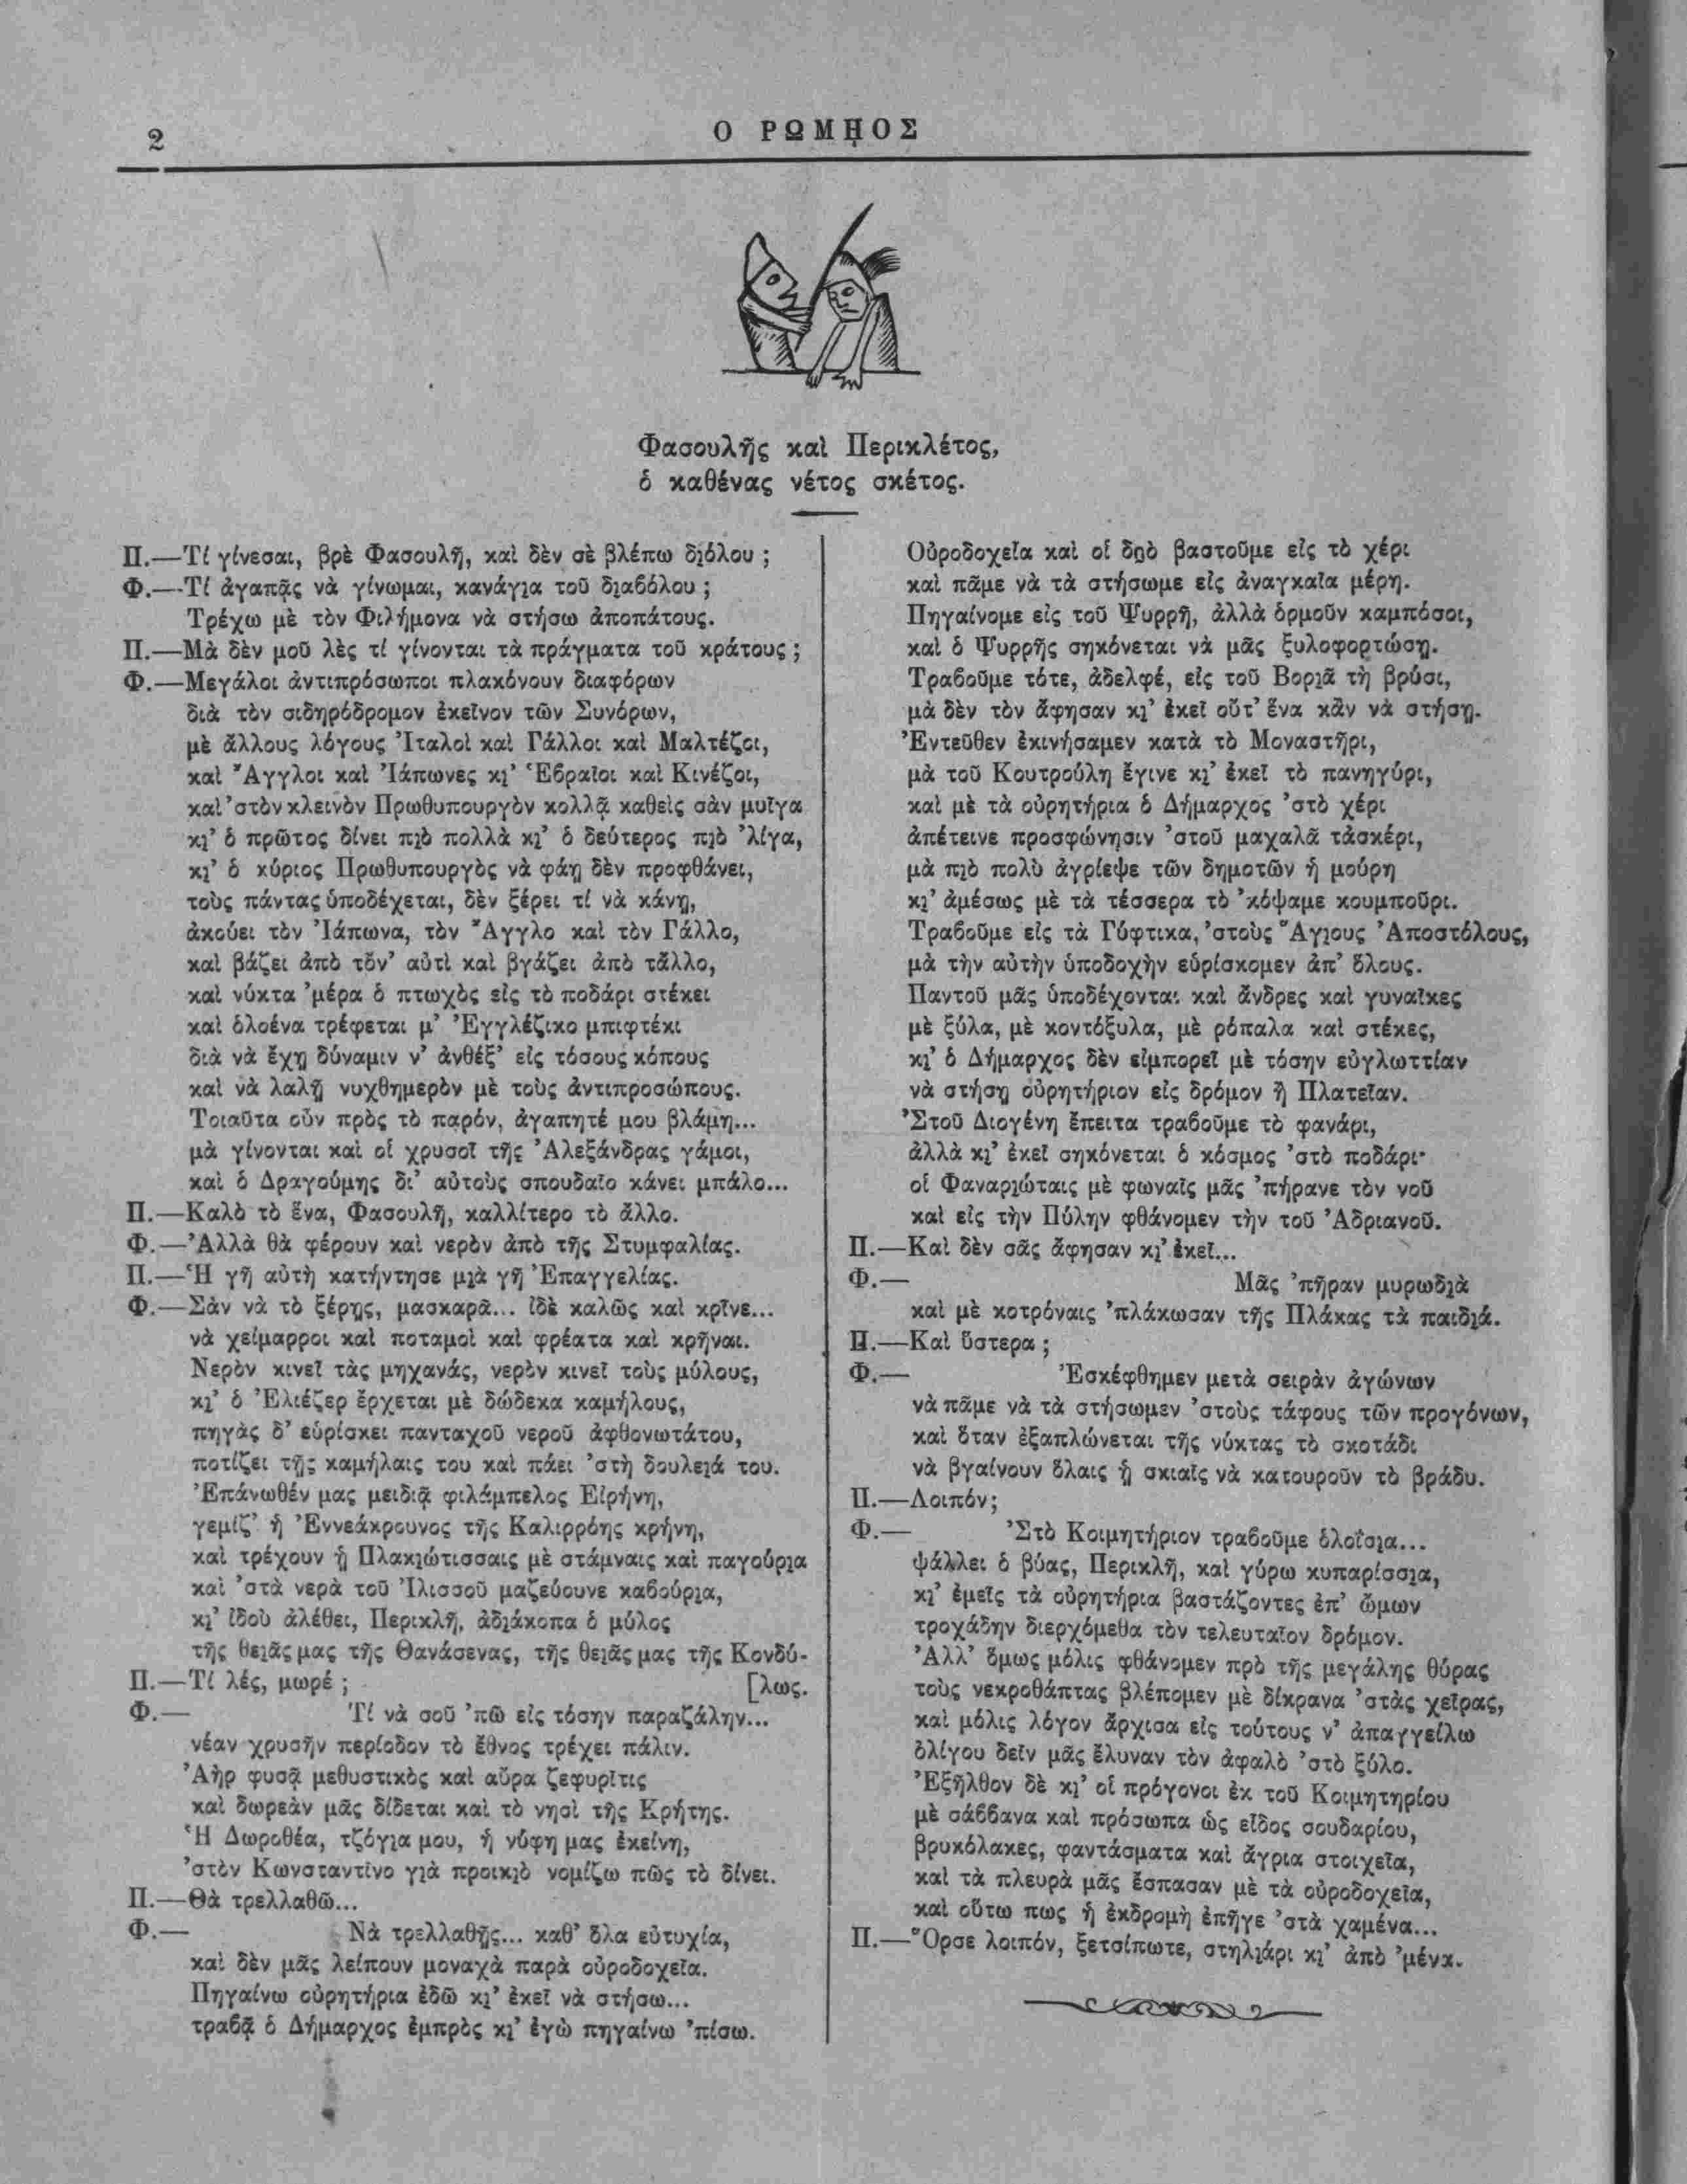 2
Ο ΡΩΜΗΟΣ
Φασουλῆς καὶ Περικλέτος,
ὁ καθένας νέτος σκέτος.
Π.—Τί γίνεσαι, βρὲ Φασουλῆ, καὶ δὲν σὲ βλέπω διόλου ;
Φ.—Τί ἀγαπᾷς νὰ γίνωμαι, κανάγια τοῦ διαβόλου ;
Τρέχω μὲ τὸν Φιλήμονα νὰ στήσω ἀποπάτους.
Π.—Μὰ δὲν μοῦ λὲς τί γίνονται τὰ πράγματα τοῦ κράτους ;
Φ.—Μεγάλοι ἀντιπρόσωποι πλακόνουν διαφόρων
διὰ τὸν σιδηρόδρομον ἐκεῖνον τῶν Συνόρων,
μὲ ἄλλους λόγους Ἰταλοὶ καὶ Γάλλοι καὶ Μαλτέζοι,
καὶ Ἄγγλοι καὶ Ἰάπωνες κι’ Ἑβραῖοι καὶ Κινέζοι,
καὶ ’στὸν κλεινὸν Πρωθυπουργὸν κολλᾷ καθεὶς σὰν μυῖγα
κι’ ὁ πρῶτος δίνει πιὸ πολλὰ κι’ ὁ δεύτερος πιὸ ’λίγα,
κι’ ὁ κύριος Πρωθυπουργὸς νὰ φάῃ δὲν προφθάνει,
τοὺς πάντας ὑποδέχεται, δὲν ξέρει τί νὰ κάνῃ,
ἀκούει τὸν Ἰάπωνα, τὸν Ἄγγλο καὶ τὸν Γάλλο,
καὶ βάζει ἀπὸ τὄν’ αὐτὶ καὶ βγάζει ἀπὸ τἄλλο,
καὶ νύκτα ’μέρα ὁ πτωχὸς εἰς τὸ ποδάρι στέκει
καὶ ὁλοένα τρέφεται μ’ Ἐγγλέζικο μπιφτέκι
διὰ νὰ ἔχῃ δύναμιν ν’ ἀνθέξ’ εἰς τόσους κόπους
καὶ νὰ λαλῇ νυχθημερὸν μὲ τοὺς ἀντιπροσώπους.
Τοιαῦτα οὖν πρὸς τὸ παρόν, ἀγαπητέ μου βλάμη...
μὰ γίνονται καὶ οἱ χρυσοῖ τῆς Ἀλεξάνδρας γάμοι,
καὶ ὁ Δραγούμης δι’ αὐτοὺς σπουδαῖο κάνει μπάλο...
Π.—Καλὸ τὸ ἕνα, Φασουλῆ, καλλίτερο τὸ ἄλλο.
Φ.—Ἀλλὰ θὰ φέρουν καὶ νερὸν ἀπὸ τῆς Στυμφαλίας.
Π.—Ἡ γῆ αὐτὴ κατήντησε μιὰ γῆ Ἐπαγγελίας.
Φ.—Σὰν νὰ τὸ ξέρῃς, μασκαρᾶ... ἰδὲ καλῶς καὶ κρῖνε...
νὰ χείμαρροι καὶ ποταμοὶ καὶ φρέατα καὶ κρῆναι.
Νερὸν κινεῖ τὰς μηχανάς, νερὸν κινεῖ τοὺς μύλους,
κι’ ὁ Ἐλιέζερ ἔρχεται μὲ δώδεκα καμήλους,
πηγὰς δ’ εὑρίσκει πανταχοῦ νεροῦ ἀφθονωτάτου,
ποτίζει τῇς καμήλαις του καὶ πάει ’στὴ δουλειά του.
Ἐπάνωθέν μας μειδιᾷ φιλάμπελος Εἰρήνη,
γεμίζ’ ἡ Ἐννεάκρουνος τῆς Καλιρρόης κρήνη,
καὶ τρέχουν ᾑ Πλακιώτισσαις μὲ στάμναις καὶ παγούρια
καὶ ’στὰ νερὰ τοῦ Ἰλισσοῦ μαζεύουνε καβούρια,
κι’ ἰδοὺ ἀλέθει, Περικλῆ, ἀδιάκοπα ὁ μύλος
τῆς θειᾶς μας τῆς Θανάσενας, τῆς θειᾶς μας τῆς Κονδύ-
Π.—Τί λές, μωρέ ; [λως.
Φ.— Τί νὰ σοῦ ’πῶ εἰς τόσην παραζάλην...
νέαν χρυσῆν περίοδον τὸ ἔθνος τρέχει πάλιν.
Ἀὴρ φυσᾷ μεθυστικὸς καὶ αὔρα ζεφυρῖτις
καὶ δωρεὰν μᾶς δίδεται καὶ τὸ νησὶ τῆς Κρήτης.
Ἡ Δωροθέα, τζόγια μου, ἡ νύφη μας ἐκείνη,
’στὸν Κωνσταντῖνο γιὰ προικιὸ νομίζω πῶς τὸ δίνει.
Π.—Θὰ τρελλαθῶ...
Φ.— Νὰ τρελλαθῇς... καθ’ ὅλα εὐτυχία,
καὶ δὲν μᾶς λείπουν μοναχὰ παρὰ οὐροδοχεῖα.
Πηγαίνω οὐρητήρια ἐδῶ κι’ ἐκεῖ νὰ στήσω...
τραβᾷ ὁ Δήμαρχος ἐμπρὸς κι’ ἐγὼ πηγαίνω ’πίσω.
Οὐροδοχεῖα καὶ οἱ δυὸ βαστοῦμε εἰς τὸ χέρι
καὶ πᾶμε νὰ τὰ στήσωμε εἰς ἀναγκαῖα μέρη.
Πηγαίνομε εἰς τοῦ Ψυρρῆ, ἀλλὰ ὁρμοῦν καμπόσοι,
καὶ ὁ Ψυρρῆς σηκόνεται νὰ μᾶς ξυλοφορτώσῃ.
Τραβοῦμε τότε, ἀδελφέ, εἰς τοῦ Βοριᾶ τὴ βρύσι,
μὰ δὲν τὸν ἄφησαν κι’ ἐκεῖ οὔτ’ ἕνα κἂν νὰ στήσῃ.
Ἐντεῦθεν ἐκινήσαμεν κατὰ τὸ Μοναστῆρι,
μὰ τοῦ Κουτρούλη ἔγινε κι’ ἐκεῖ τὸ πανηγύρι,
καὶ μὲ τὰ οὐρητήρια ὁ Δήμαρχος ’στὸ χέρι
ἀπέτεινε προσφώνησιν ’στοῦ μαχαλᾶ τἀσκέρι,
μὰ πιὸ πολὺ ἀγρίεψε τῶν δημοτῶν ἡ μούρη
κι’ ἀμέσως μὲ τὰ τέσσερα τὸ ’κόψαμε κουμποῦρι.
Τραβοῦμε εἰς τὰ Γύφτικα, ’στοὺς Ἅγιους Ἀποστόλους,
μὰ τὴν αὐτὴν ὑποδοχὴν εὑρίσκομεν ἀπ’ ὅλους.
Παντοῦ μᾶς ὑποδέχονται καὶ ἄνδρες καὶ γυναῖκες
μὲ ξύλα, μὲ κοντόξυλα, μὲ ρόπαλα καὶ στέκες,
κι’ ὁ Δήμαρχος δὲν εἰμπορεῖ μὲ τόσην εὐγλωττίαν
νὰ στήσῃ οὐρητήριον εἰς δρόμον ἢ Πλατεῖαν.
’Στοῦ Διογένη ἔπειτα τραβοῦμε τὸ φανάρι,
ἀλλὰ κι’ ἐκεῖ σηκόνεται ὁ κόσμος ’στὸ ποδάρι·
οἱ Φαναριώταις μὲ φωναῖς μᾶς ’πήρανε τὸν νοῦ
καὶ εἰς τὴν Πύλην φθάνομεν τὴν τοῦ Ἀδριανοῦ.
Π.—Καὶ δὲν σᾶς ἄφησαν κι’ ἐκεῖ...
Φ.— Μᾶς ’πῆραν μυρωδιὰ
καὶ μὲ κοτρόναις ’πλάκωσαν τῆς Πλάκας τὰ παιδιά.
Π.—Καὶ ὕστερα ;
Φ.— Ἐσκέφθημεν μετὰ σειρὰν ἀγώνων
νὰ πᾶμε νὰ τὰ στήσωμεν ’στοὺς τάφους τῶν προγόνων,
καὶ ὅταν ἐξαπλώνεται τῆς νύκτας τὸ σκοτάδι
νὰ βγαίνουν ὅλαις ᾑ σκιαῖς νὰ κατουροῦν τὸ βράδυ.
Π.—Λοιπόν;
Φ.— ’Στὸ Κοιμητήριον τραβοῦμε ὁλοΐσια...
ψάλλει ὁ βύας, Περικλῆ, καὶ γύρω κυπαρίσσια,
κι’ ἐμεῖς τὰ οὐρητήρια βαστάζοντες ἐπ’ ὤμων
τροχάδην διερχόμεθα τὸν τελευταῖον δρόμον.
Ἀλλ’ ὅμως μόλις φθάνομεν πρὸ τῆς μεγάλης θύρας
τοὺς νεκροθάπτας βλέπομεν μὲ δίκρανα ’στὰς χεῖρας,
καὶ μόλις λόγον ἄρχισα εἰς τούτους ν’ ἀπαγγείλω
ὀλίγου δεῖν μᾶς ἔλυναν τὸν ἀφαλὸ ’στὸ ξύλο.
Ἐξῆλθον δὲ κι’ οἱ πρόγονοι ἐκ τοῦ Κοιμητηρίου
μὲ σάββανα καὶ πρόσωπα ὡς εἶδος σουδαρίου,
βρυκόλακες, φαντάσματα καὶ ἄγρια στοιχεῖα,
καὶ τὰ πλευρὰ μᾶς ἔσπασαν μὲ τὰ οὐροδοχεῖα,
καὶ οὕτω πως ἡ ἐκδρομὴ ἐπῆγε ’στὰ χαμένα...
Π.—Ὅρσε λοιπόν, ξετσίπωτε, στηλιάρι κι’ ἀπὸ ’μένα.